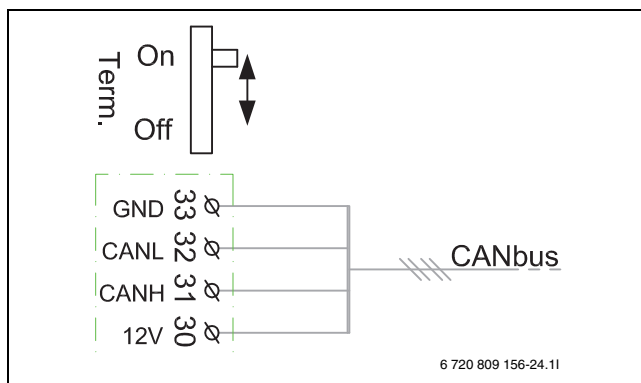 Term.
On
Off
GND 33
CANL 32
CANH 31
12V 30
CANbus
6 720 809 156-24.1I